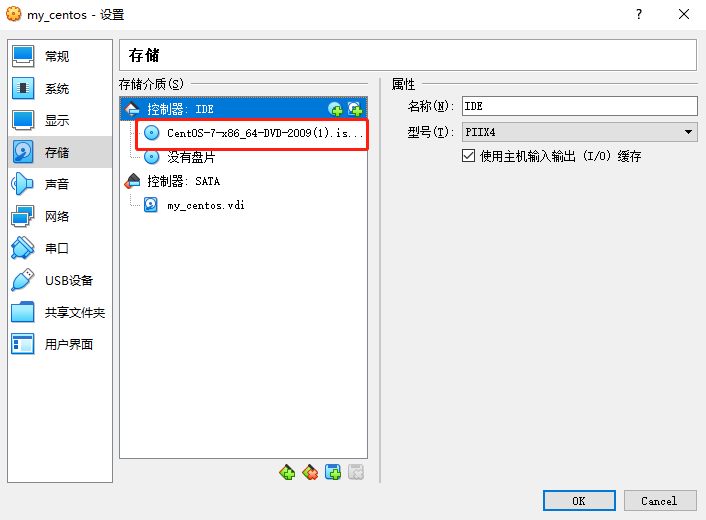 my_centos - 设置
? ×
常规
系统
显示
存储
声音
网络
串口
USB设备
共享文件夹
用户界面
存储
存储介质(S)
控制器: IDE
CentOS-7-x86_64-DVD-2009(1).is...
没有盘片
控制器: SATA
my_centos.vdi
属性
名称(N): IDE
型号(T): PIIX4
使用主机输入输出 (I/O) 缓存
OK
Cancel